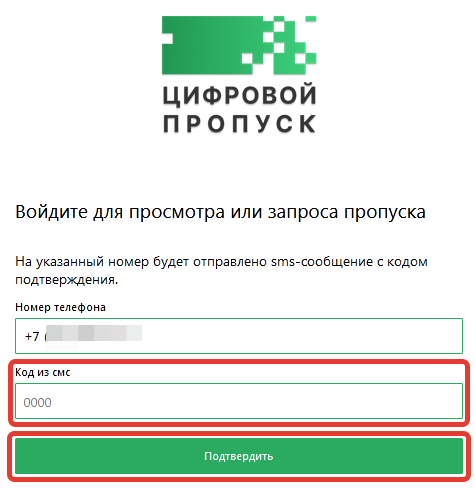 ЦИФРОВОЙ
ПРОПУСК
Войдите для просмотра или запроса пропуска
На указанный номер будет отправлено sms-сообщение с кодом
подтверждения.
Номер телефона
+7 (
Код из смс
0000
Подтвердить